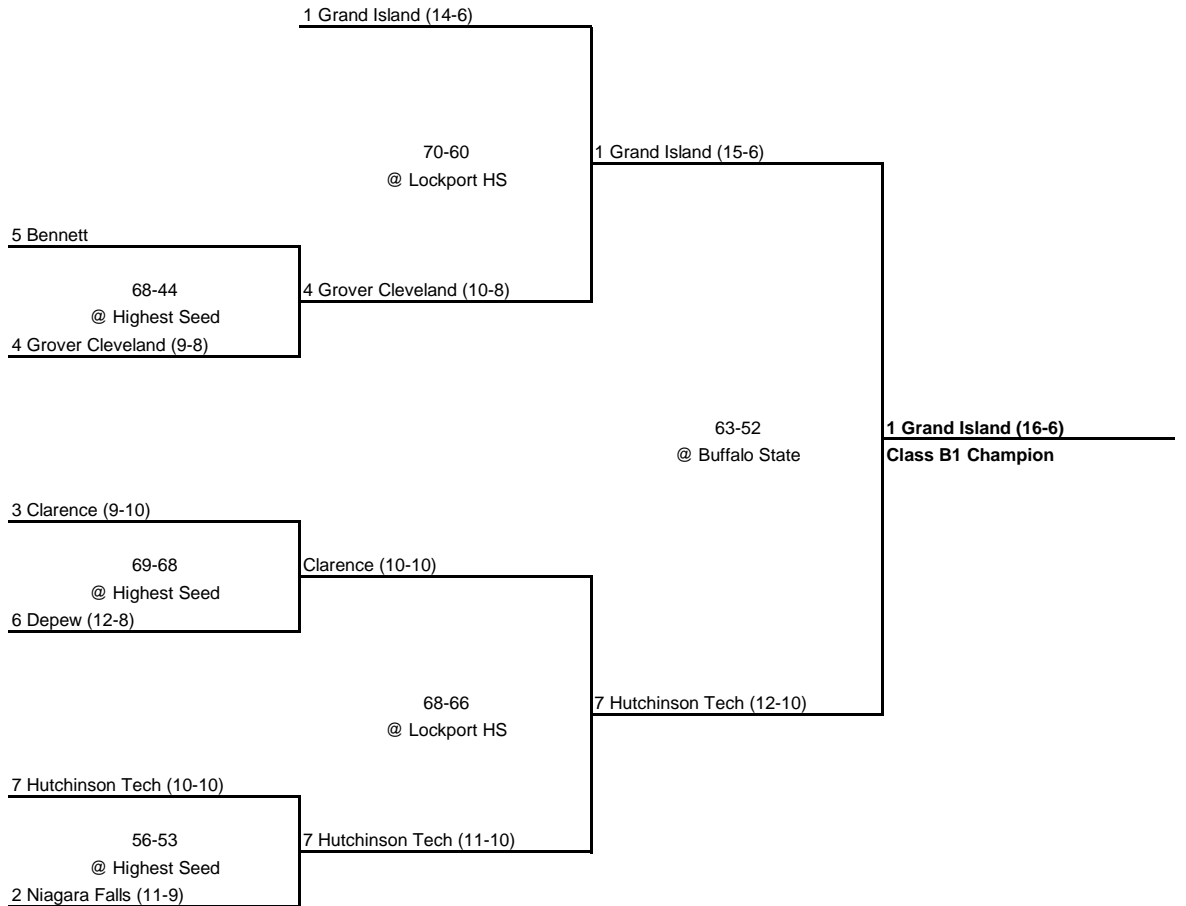 1 Grand Island (14-6)
70-60
@ Lockport HS
1 Grand Island (15-6)
5 Bennett
68-44
@ Highest Seed
4 Grover Cleveland (10-8)
4 Grover Cleveland (9-8)
63-52
@ Buffalo State
1 Grand Island (16-6)
Class B1 Champion
3 Clarence (9-10)
69-68
@ Highest Seed
Clarence (10-10)
6 Depew (12-8)
68-66
@ Lockport HS
7 Hutchinson Tech (12-10)
7 Hutchinson Tech (10-10)
56-53
@ Highest Seed
7 Hutchinson Tech (11-10)
2 Niagara Falls (11-9)